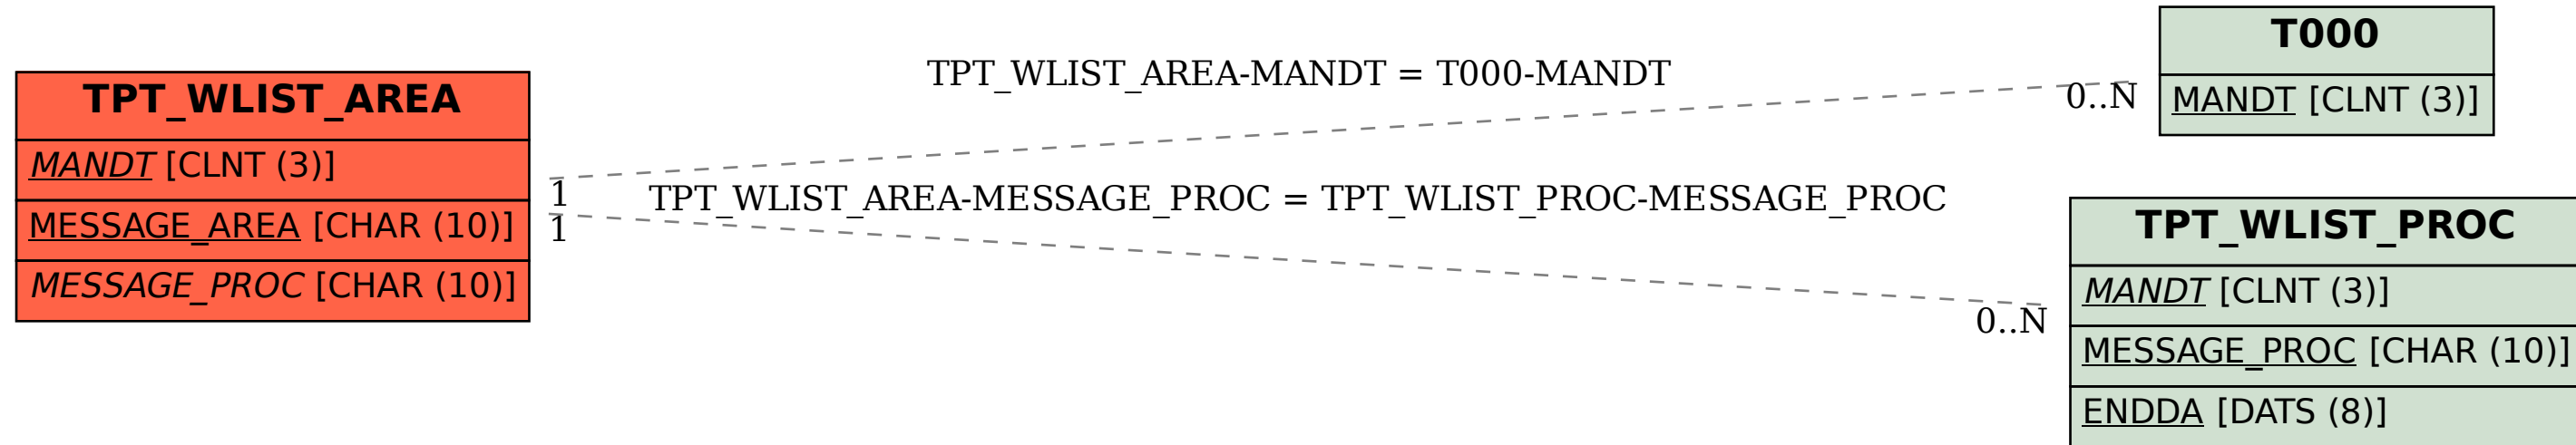 TPT_WLIST_AREA
MANDT [CLNT (3)]
MESSAGE_AREA [CHAR (10)]
MESSAGE_PROC [CHAR (10)]
TPT_WLIST_AREA-MANDT = T000-MANDT
1
0..N
TPT_WLIST_AREA-MESSAGE_PROC = TPT_WLIST_PROC-MESSAGE_PROC
1
0..N
T000
MANDT [CLNT (3)]
TPT_WLIST_PROC
MANDT [CLNT (3)]
MESSAGE_PROC [CHAR (10)]
ENDDA [DATS (8)]